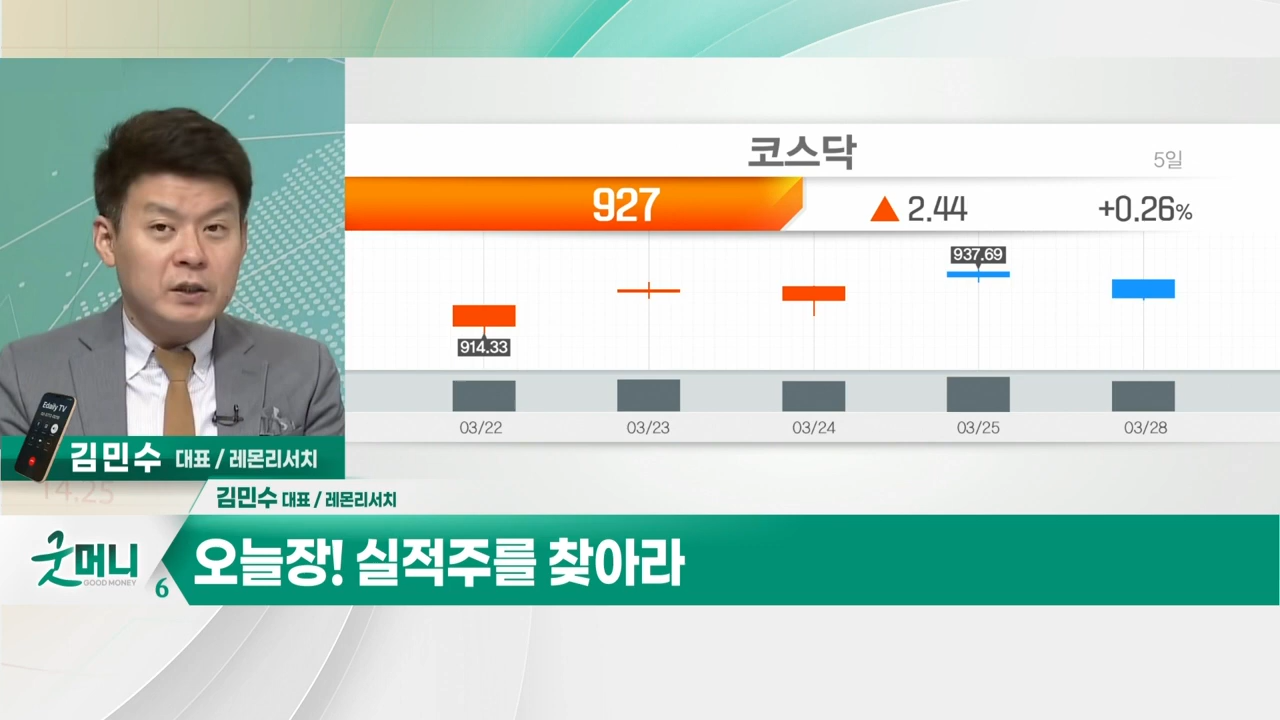 코스닥
5일
927
▲ 2.44
+0.26%
937.69
914.33
03/22
03/23
03/24
03/25
03/28
Edaily TV
김민수 대표 / 레몬리서치
14.25
김민수 대표 / 레몬리서치
굿머니
GOOD MONEY
6
오늘장! 실적주를 찾아라